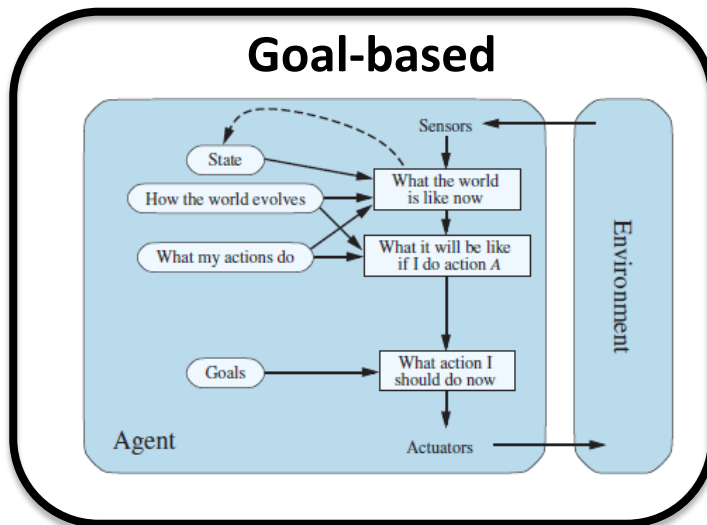 Goal-based
Sensors
State
What the world
is like now
How the world evolves
What it will be like
if I do action A
What my actions do
Goals
What action I
should do now
Agent
Actuators
Environment